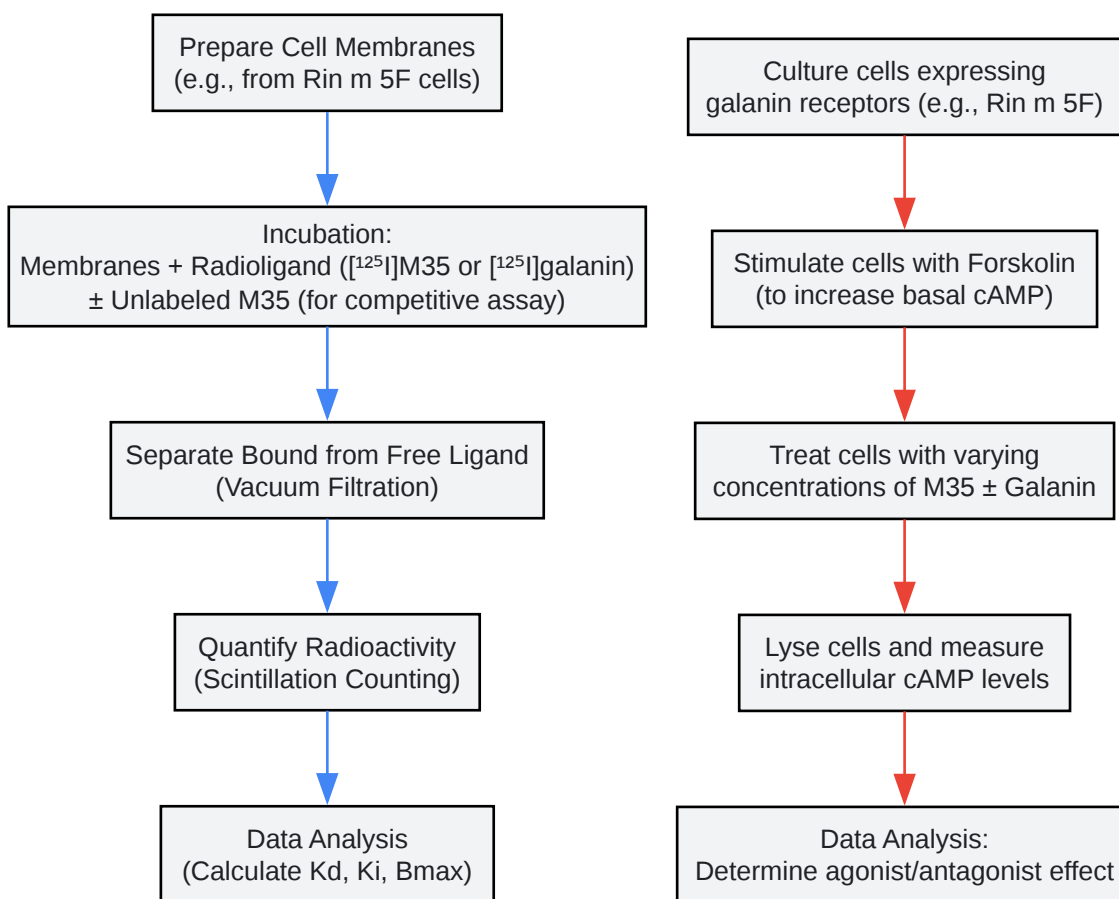 Prepare Cell Membranes
(e.g., from Rin m 5F cells)
Incubation:
Membranes + Radioligand ([¹²⁵I]M35 or [¹²⁵I]galanin)
± Unlabeled M35 (for competitive assay)
Separate Bound from Free Ligand
(Vacuum Filtration)
Quantify Radioactivity
(Scintillation Counting)
Data Analysis
(Calculate Kd, Ki, Bmax)
Culture cells expressing
galanin receptors (e.g., Rin m 5F)
Stimulate cells with Forskolin
(to increase basal cAMP)
Treat cells with varying
concentrations of M35 ± Galanin
Lyse cells and measure
intracellular cAMP levels
Data Analysis:
Determine agonist/antagonist effect